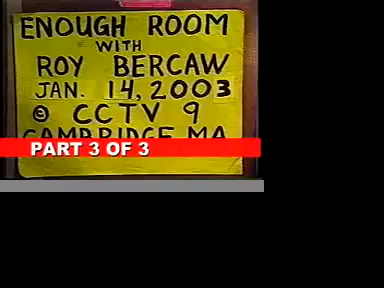 ENOUGH ROOM
WITH
ROY BERCAW
JAN. 14, 2003
© CCTV 9
CAMBRIDGE MA
PART 3 OF 3